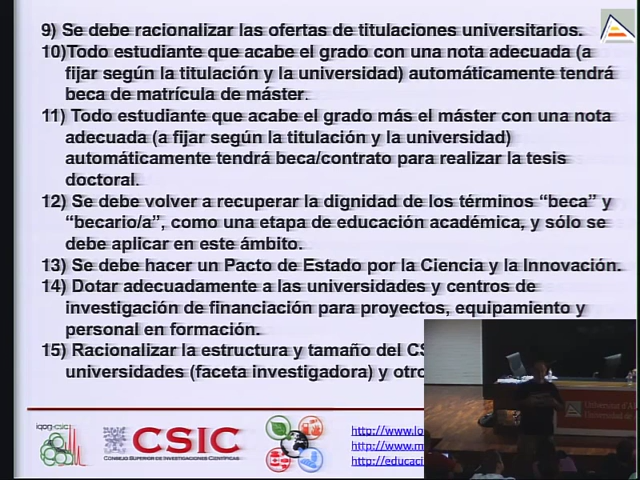 9) Se debe racionalizar las ofertas de titulaciones universitarios.
10)Todo estudiante que acabe el grado con una nota adecuada (a
fijar según la titulación y la universidad) automáticamente tendrá
beca de matrícula de máster.
11) Todo estudiante que acabe el grado más el máster con una nota
adecuada (a fijar según la titulación y la universidad)
automáticamente tendrá beca/contrato para realizar la tesis
doctoral.
12) Se debe volver a recuperar la dignidad de los términos “beca” y
“becario/a”, como una etapa de educación académica, y sólo se
debe aplicar en este ámbito.
13) Se debe hacer un Pacto de Estado por la Ciencia y la Innovación.
14) Dotar adecuadamente a las universidades y centros de
investigación de financiación para proyectos, equipamiento y
personal en formación.
15) Racionalizar la estructura y tamaño del CS
universidades (faceta investigadora) y otro
iqog-csic
CSIC
CONSEJO SUPERIOR DE INVESTIGACIONES CIENTÍFICAS
http://www.lo
http://www.m
http://educaci